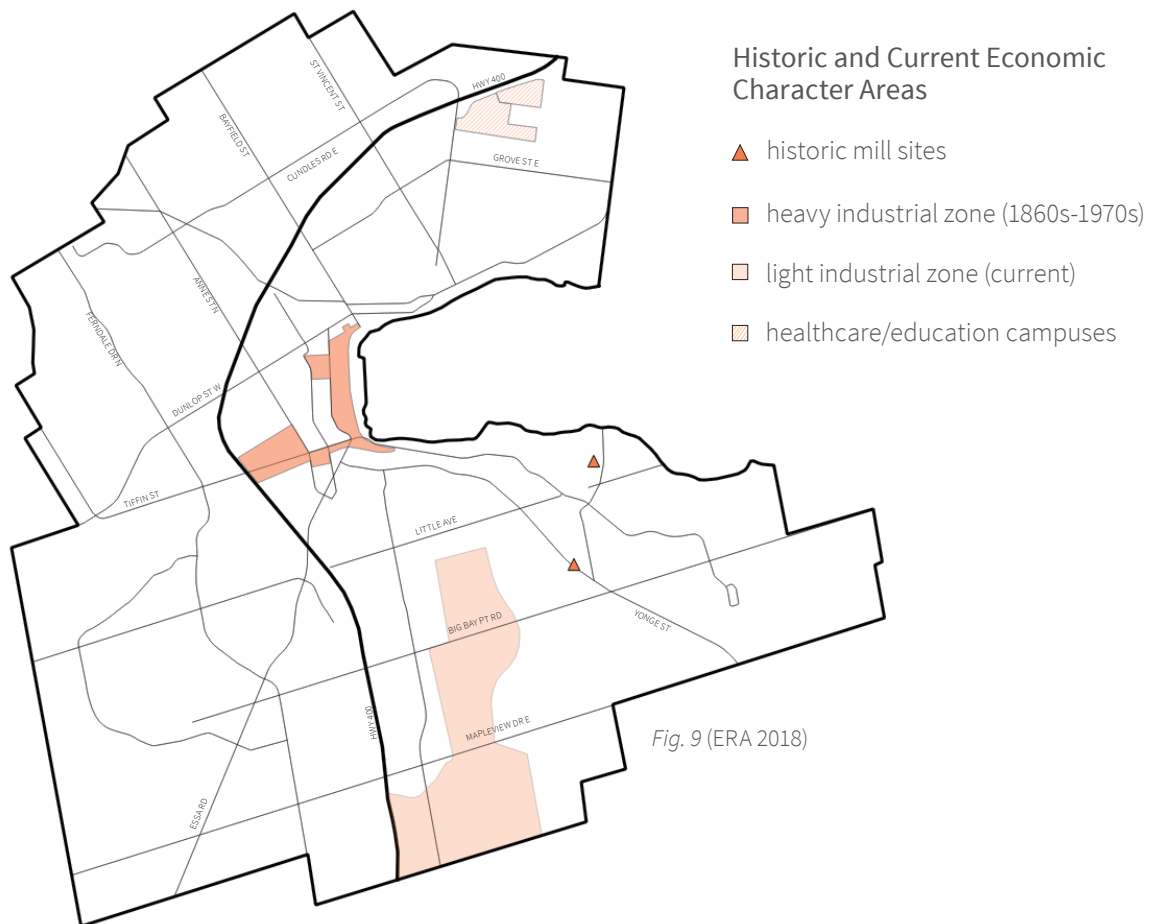 Historic and Current Economic
Character Areas
historic mill sites
heavy industrial zone (1860s-1970s)
light industrial zone (current)
healthcare/education campuses
ST VINCENT ST
HWY 400
BAYFIELD ST
CUNDLES RD E
GROVE ST E
ANNE ST N
FERNDALE DR N
DUNLOP ST W
TIFFIN ST
LITTLE AVE
BIG BAY PT RD
YONGE ST
HWY 400
MAPLEVIEW DR E
ESSA RD
Fig. 9 (ERA 2018)